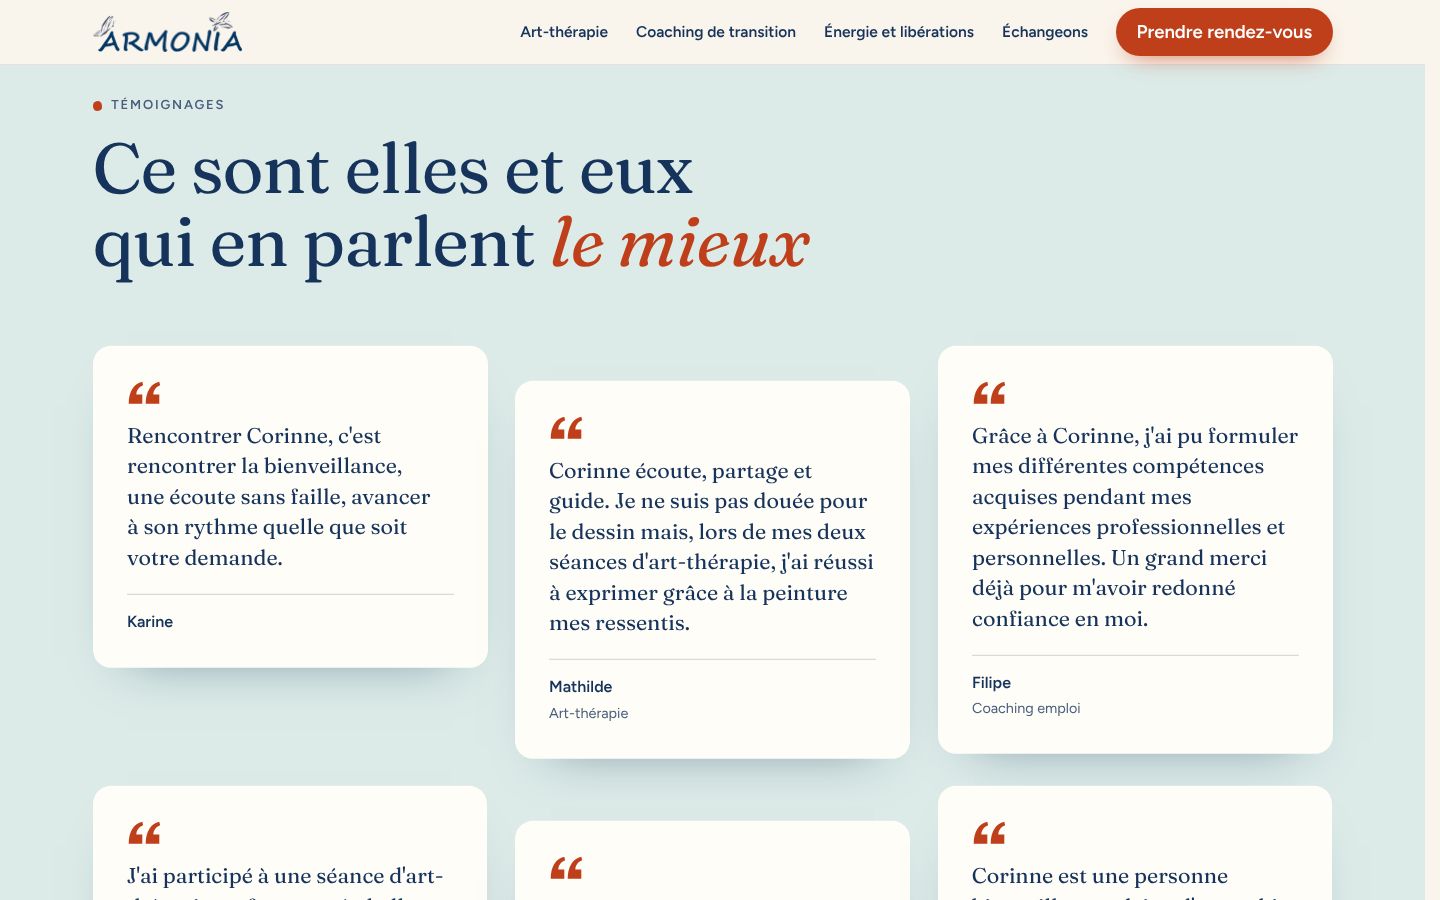 ARMONIA
Art-thérapie
Coaching de transition
Énergie et libérations
Échangeons
Prendre rendez-vous
TÉMOIGNAGES
Ce sont elles et eux
qui en parlent le mieux
“
Rencontrer Corinne, c'est
rencontrer la bienveillance,
une écoute sans faille, avancer
à son rythme quelle que soit
votre demande.
Karine
“
Corinne écoute, partage et
guide. Je ne suis pas douée pour
le dessin mais, lors de mes deux
séances d'art-thérapie, j'ai réussi
à exprimer grâce à la peinture
mes ressentis.
Mathilde
Art-thérapie
“
Grâce à Corinne, j'ai pu formuler
mes différentes compétences
acquises pendant mes
expériences professionnelles et
personnelles. Un grand merci
déjà pour m'avoir redonné
confiance en moi.
Filipe
Coaching emploi
“
J'ai participé à une séance d'art-
“
“
Corinne est une personne